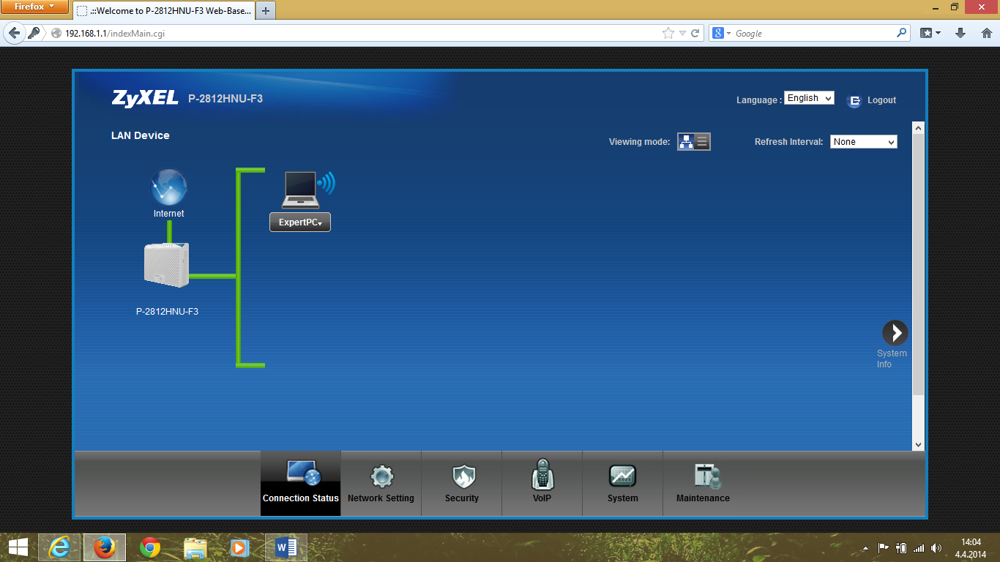 Firefox
.::Welcome to P-2812HNU-F3 Web-Base...
192.168.1.1/indexMain.cgi
Google
ZyXEL P-2812HNU-F3
Language : English
Logout
LAN Device
Viewing mode:
Refresh Interval: None
Internet
ExpertPC
P-2812HNU-F3
System
Info
Connection Status
Network Setting
Security
VoIP
System
Maintenance
14:04
4.4.2014